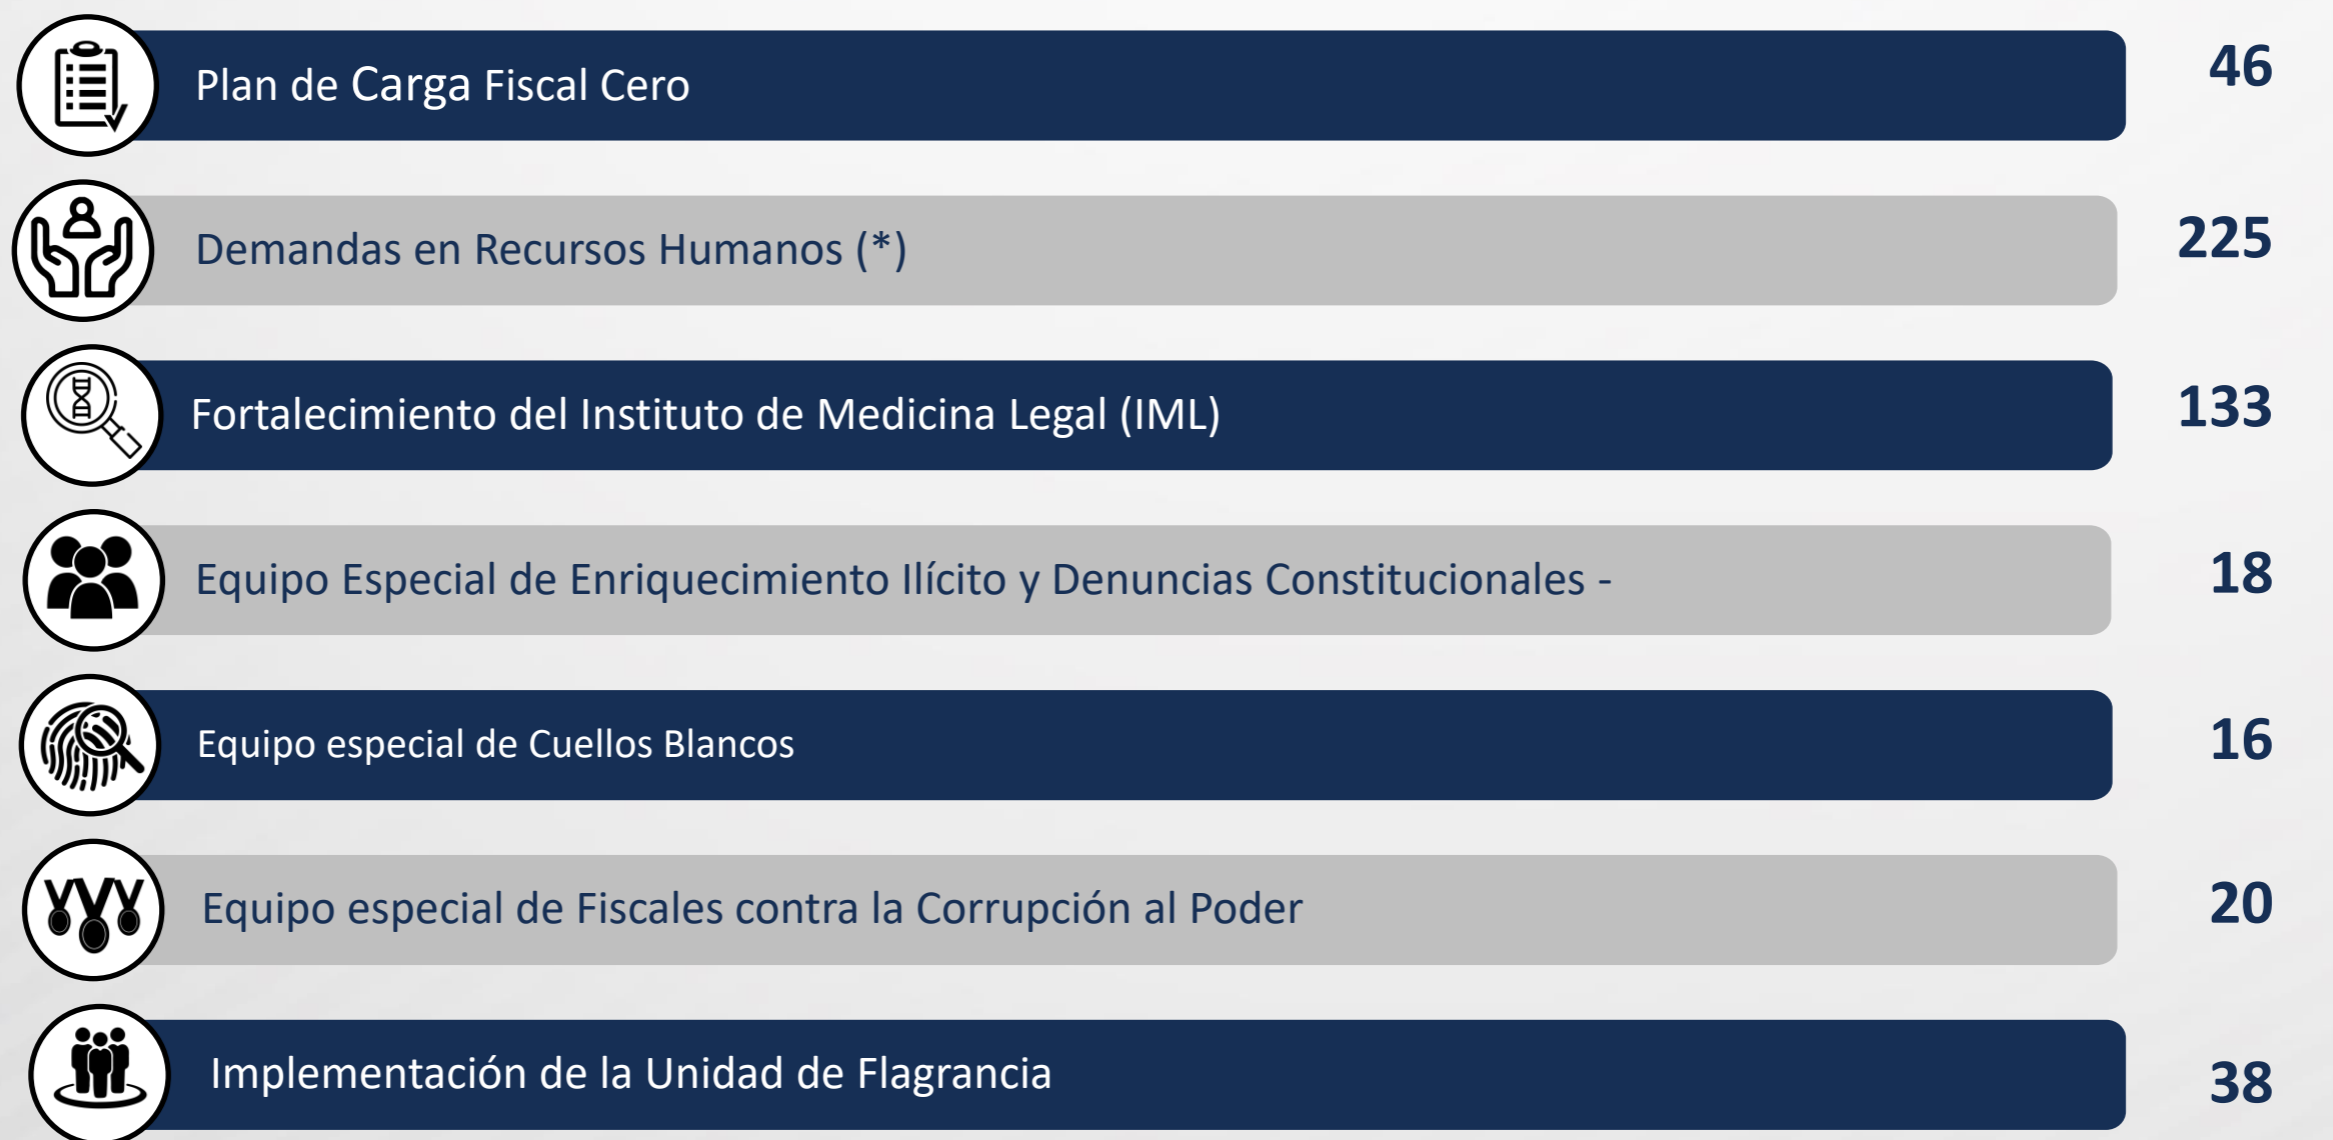 Plan de Carga Fiscal Cero 46
Demandas en Recursos Humanos (*) 225
Fortalecimiento del Instituto de Medicina Legal (IML) 133
Equipo Especial de Enriquecimiento Ilícito y Denuncias Constitucionales - 18
Equipo especial de Cuellos Blancos 16
Equipo especial de Fiscales contra la Corrupción al Poder 20
Implementación de la Unidad de Flagrancia 38